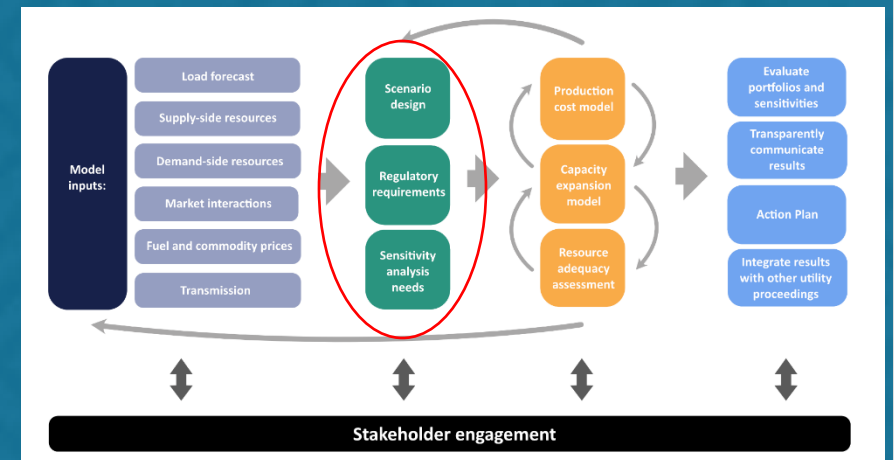 Model
inputs:
Load forecast
Supply-side resources
Demand-side resources
Market interactions
Fuel and commodity prices
Transmission
Scenario
design
Regulatory
requirements
Sensitivity
analysis
needs
Production
cost model
Capacity
expansion
model
Resource
adequacy
assessment
Evaluate
portfolios and
sensitivities
Transparently
communicate
results
Action Plan
Integrate results
with other utility
proceedings
Stakeholder engagement